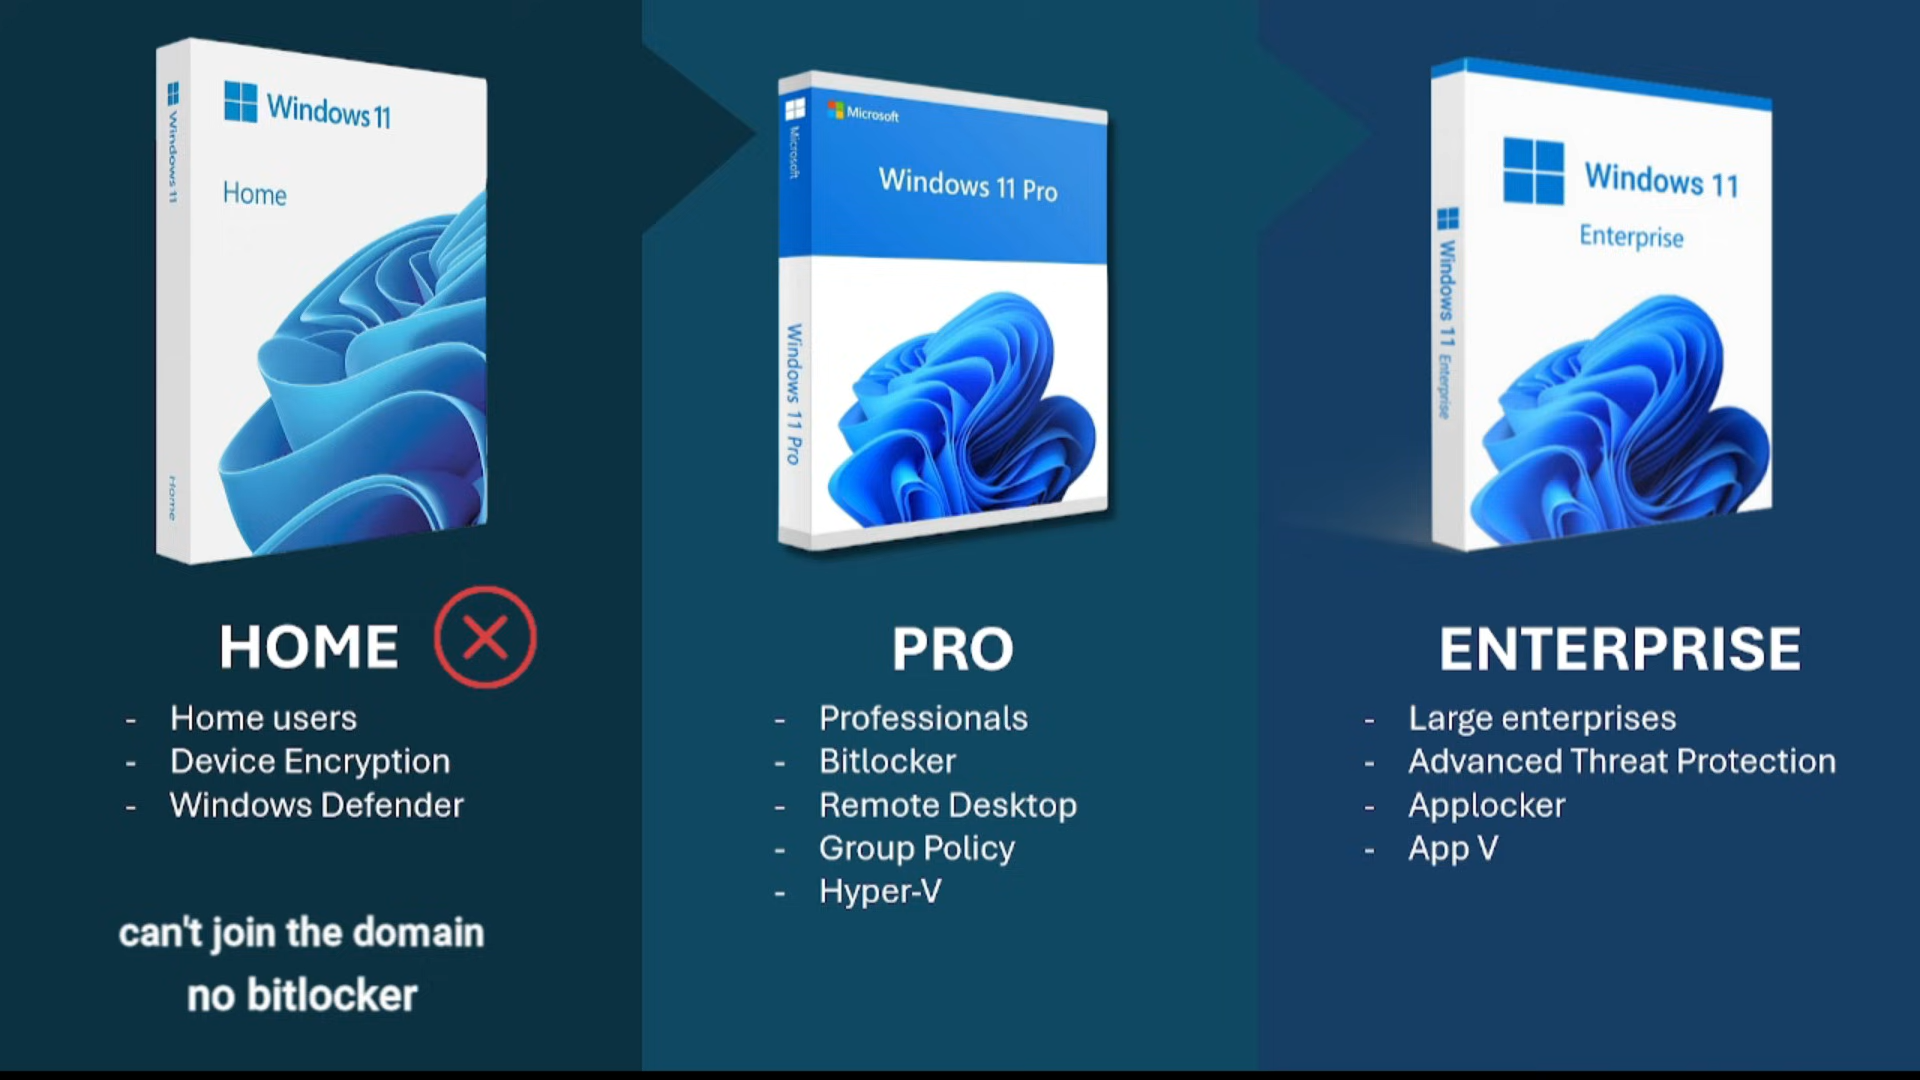 Windows 11
Home
Windows 11
Home
HOME
- Home users
- Device Encryption
- Windows Defender
can't join the domain
no bitlocker
Microsoft
Windows 11 Pro
Microsoft
Windows 11 Pro
PRO
- Professionals
- Bitlocker
- Remote Desktop
- Group Policy
- Hyper-V
Windows 11
Enterprise
Windows 11 Enterprise
ENTERPRISE
- Large enterprises
- Advanced Threat Protection
- Applocker
- App V